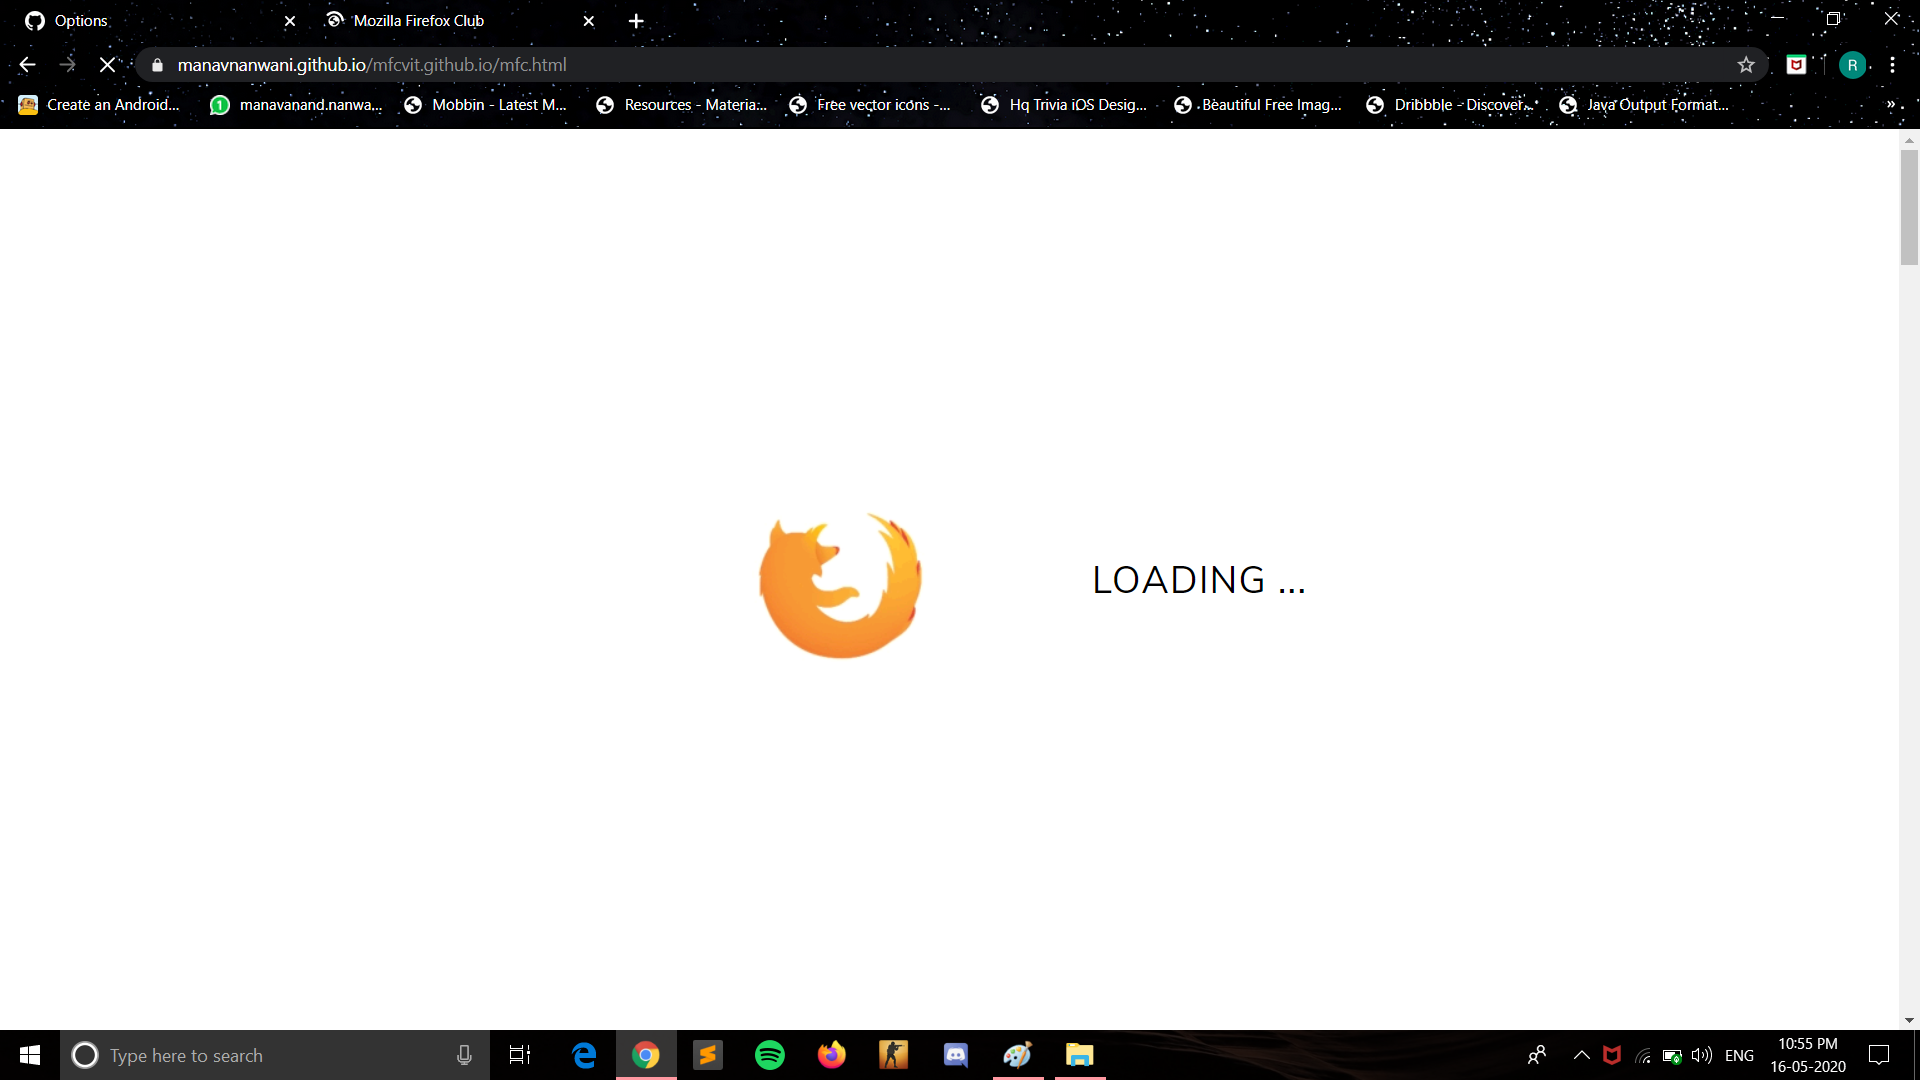 Options
Mozilla Firefox Club
manavnanwani.github.io/mfcvit.github.io/mfc.html
R
Create an Android...
1
manavanand.nanwa...
Mobbin - Latest M...
Resources - Materia...
Free vector icons -...
Hq Trivia iOS Desig...
Beautiful Free Imag...
Dribbble - Discover...
Java Output Format...
»
LOADING ...
Type here to search
ENG
10:55 PM
16-05-2020